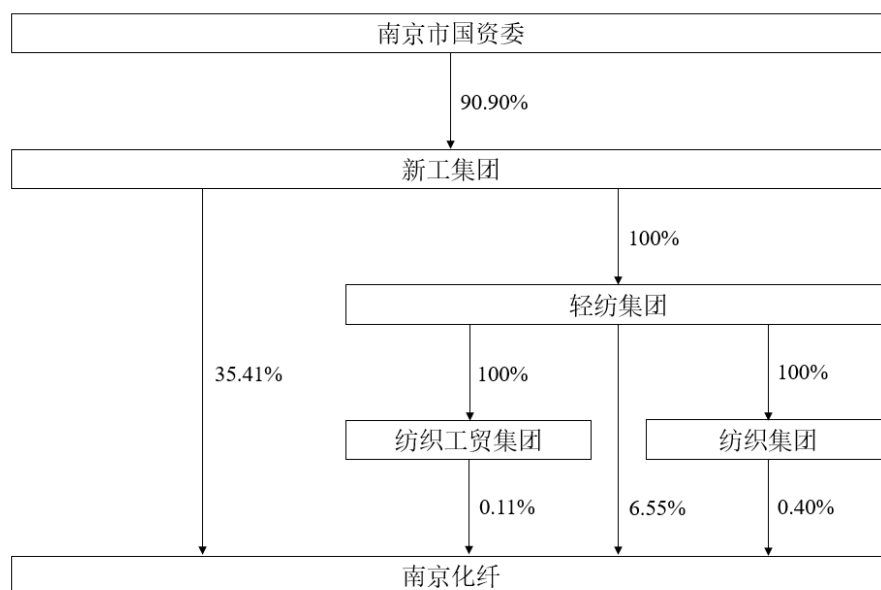 南京市国资委
90.90%
新工集团
100%
轻纺集团
35.41%
100%
100%
纺织工贸集团
纺织集团
0.11%
6.55%
0.40%
南京化纤